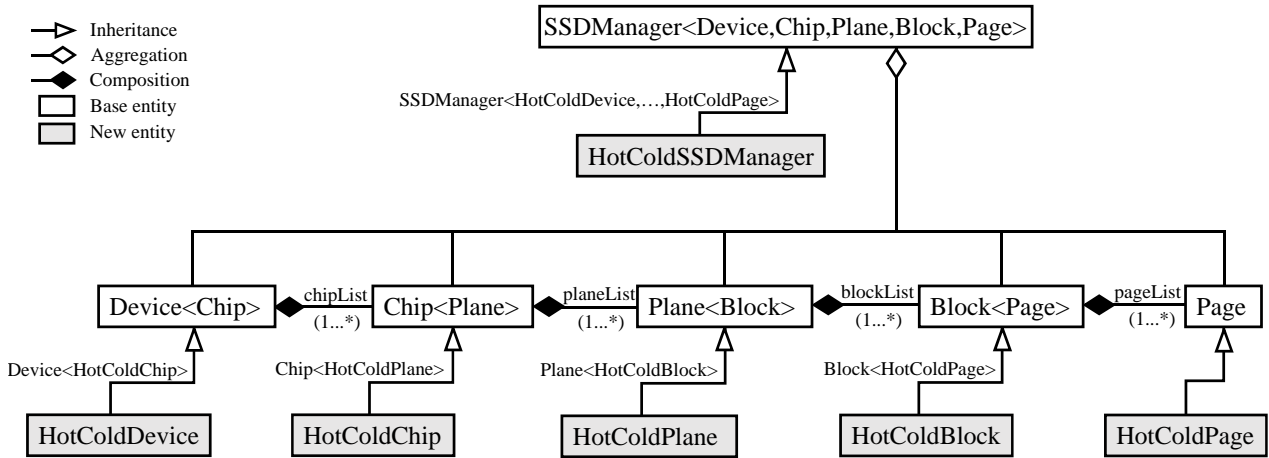 Inheritance
Aggregation
Composition
Base entity
New entity
SSDManager<Device,Chip,Plane,Block,Page>
SSDManager<HotColdDevice,…,HotColdPage>
HotColdSSDManager
Device<Chip>
chipList
(1...*)
Chip<Plane>
planeList
(1...*)
Plane<Block>
blockList
(1...*)
Block<Page>
pageList
(1...*)
Page
Device<HotColdChip>
Chip<HotColdPlane>
Plane<HotColdBlock>
Block<HotColdPage>
HotColdDevice
HotColdChip
HotColdPlane
HotColdBlock
HotColdPage